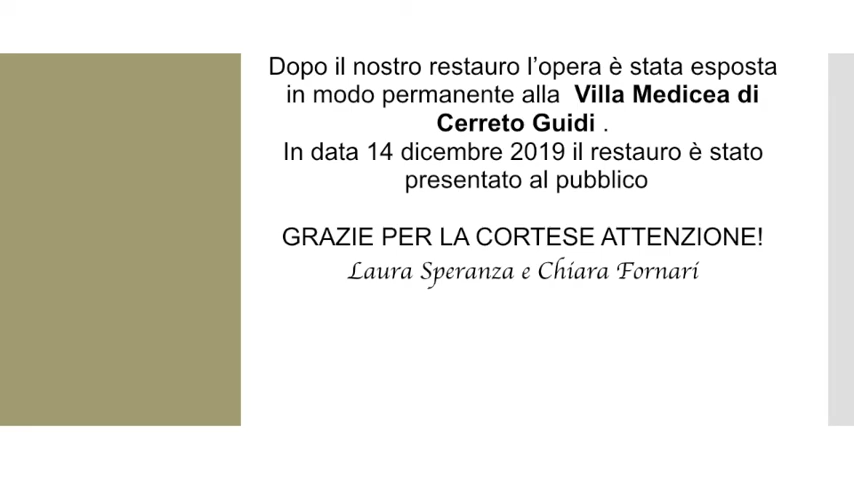 Dopo il nostro restauro l’opera è stata esposta
in modo permanente alla Villa Medicea di
Cerreto Guidi .
In data 14 dicembre 2019 il restauro è stato
presentato al pubblico
GRAZIE PER LA CORTESE ATTENZIONE!
Laura Speranza e Chiara Fornari